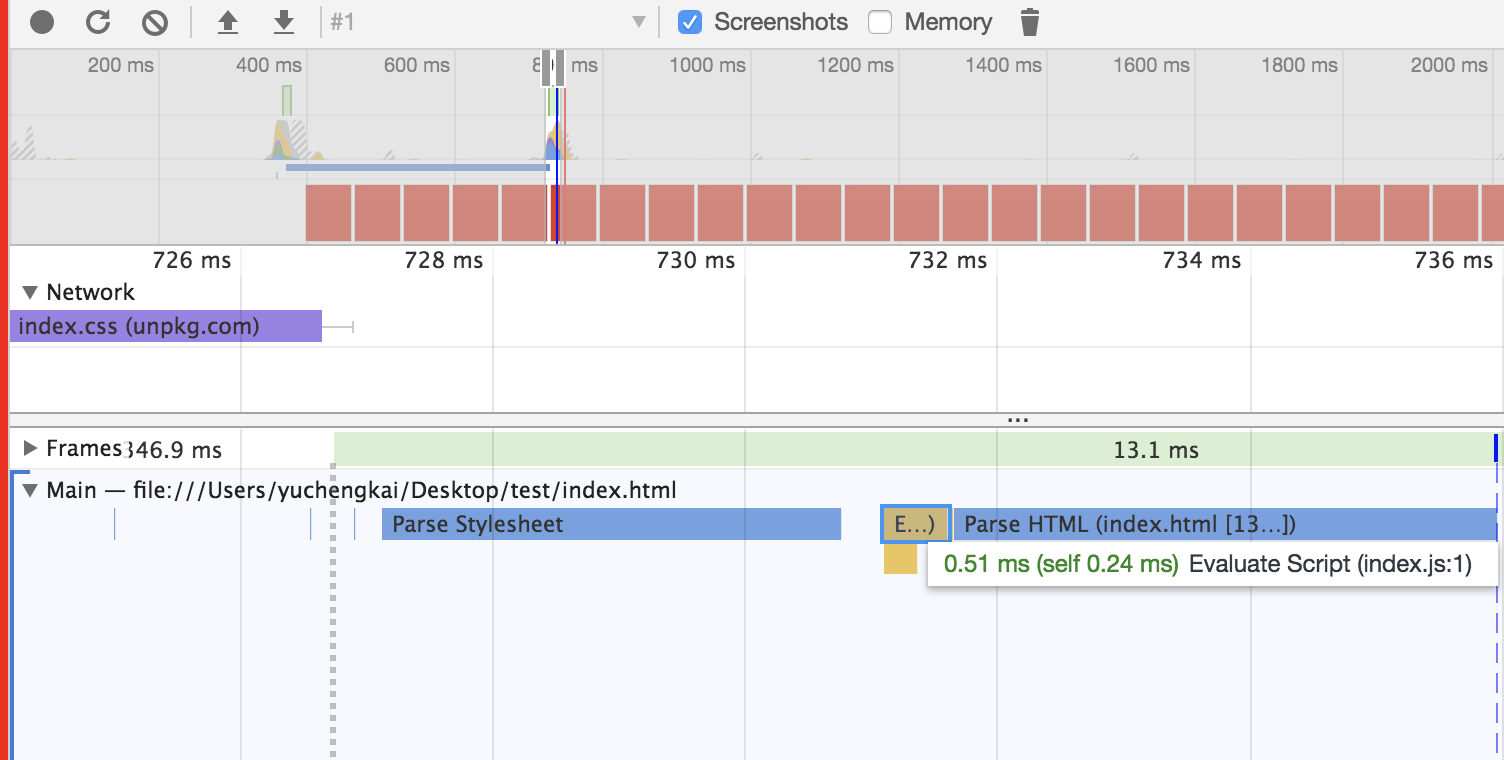 #1 Screenshots Memory
200 ms 400 ms 600 ms ms 1000 ms 1200 ms 1400 ms 1600 ms 1800 ms 2000 ms
726 ms 728 ms 730 ms 732 ms 734 ms 736 ms
Network
index.css (unpkg.com)
...
Frames 346.9 ms 13.1 ms
Main — file:///Users/yuchengkai/Desktop/test/index.html
Parse Stylesheet E...) Parse HTML (index.html [13...])
0.51 ms (self 0.24 ms) Evaluate Script (index.js:1)